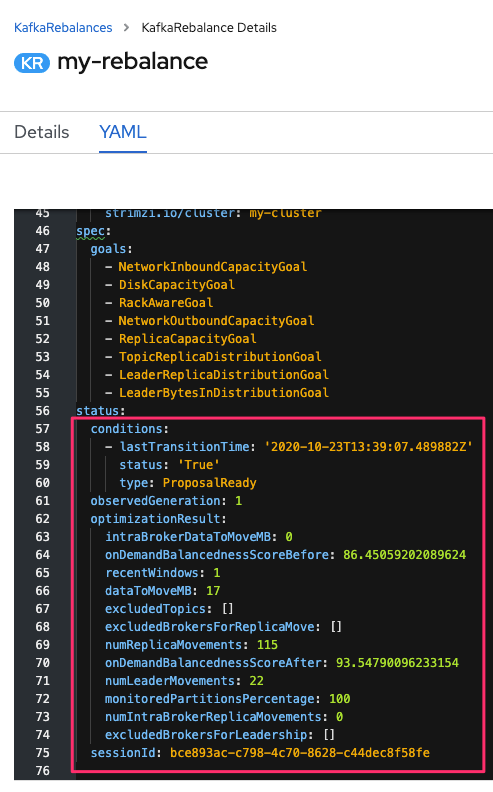 KafkaRebalances > KafkaRebalance Details
KR my-rebalance
Details YAML
45 strimzi.io/cluster: my-cluster
46 spec:
47 goals:
48 - NetworkInboundCapacityGoal
49 - DiskCapacityGoal
50 - RackAwareGoal
51 - NetworkOutboundCapacityGoal
52 - ReplicaCapacityGoal
53 - TopicReplicaDistributionGoal
54 - LeaderReplicaDistributionGoal
55 - LeaderBytesInDistributionGoal
56 status:
57 conditions:
58 - lastTransitionTime: '2020-10-23T13:39:07.489882Z'
59 status: 'True'
60 type: ProposalReady
61 observedGeneration: 1
62 optimizationResult:
63 intraBrokerDataToMoveMB: 0
64 onDemandBalancednessScoreBefore: 86.45059202089624
65 recentWindows: 1
66 dataToMoveMB: 17
67 excludedTopics: []
68 excludedBrokersForReplicaMove: []
69 numReplicaMovements: 115
70 onDemandBalancednessScoreAfter: 93.54790096233154
71 numLeaderMovements: 22
72 monitoredPartitionsPercentage: 100
73 numIntraBrokerReplicaMovements: 0
74 excludedBrokersForLeadership: []
75 sessionId: bce893ac-c798-4c70-8628-c44dec8f58fe
76